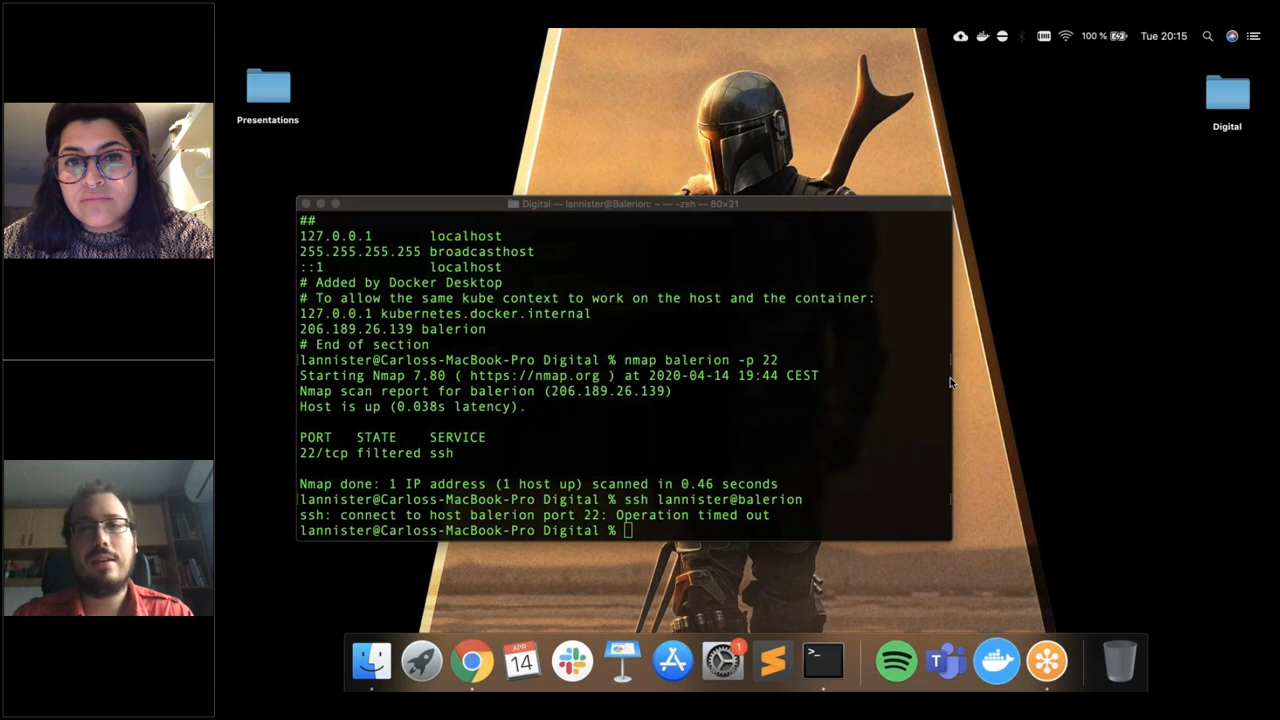 100 %
Tue 20:15
Presentations
Digital
Digital — lannister@Balerion: ~ — -zsh — 80×21
##
127.0.0.1 localhost
255.255.255.255 broadcasthost
::1 localhost
# Added by Docker Desktop
# To allow the same kube context to work on the host and the container:
127.0.0.1 kubernetes.docker.internal
206.189.26.139 balerion
# End of section
lannister@Carloss-MacBook-Pro Digital % nmap balerion -p 22
Starting Nmap 7.80 ( https://nmap.org ) at 2020-04-14 19:44 CEST
Nmap scan report for balerion (206.189.26.139)
Host is up (0.038s latency).
PORT STATE SERVICE
22/tcp filtered ssh
Nmap done: 1 IP address (1 host up) scanned in 0.46 seconds
lannister@Carloss-MacBook-Pro Digital % ssh lannister@balerion
ssh: connect to host balerion port 22: Operation timed out
lannister@Carloss-MacBook-Pro Digital %
APR
14
1
>_
T